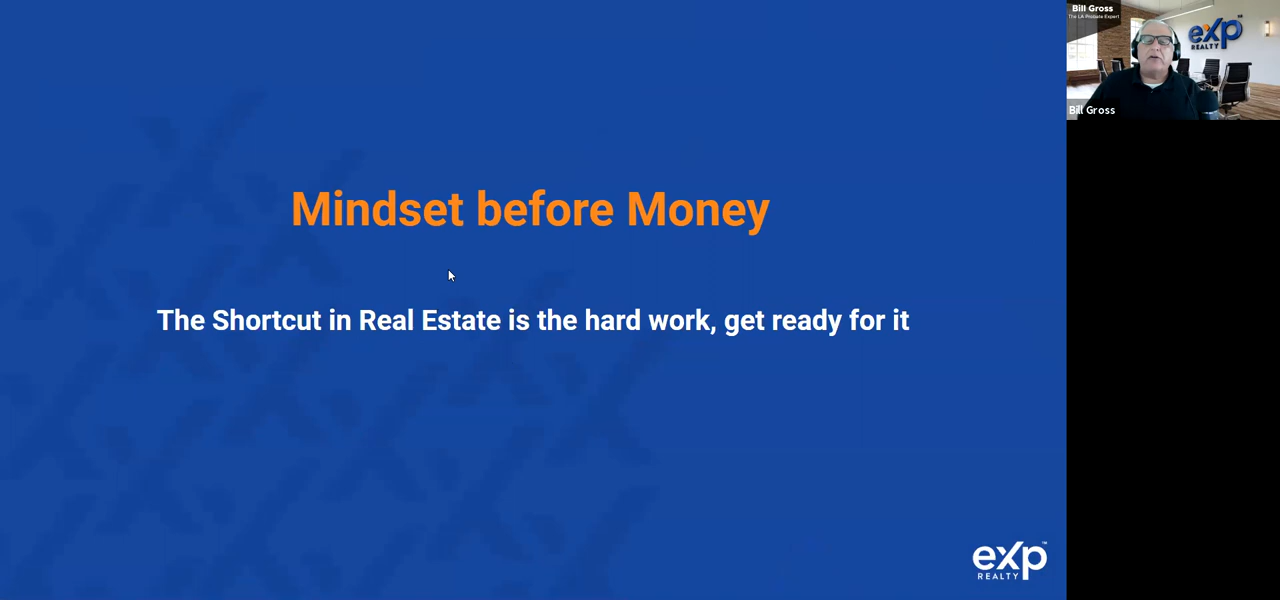 Mindset before Money
The Shortcut in Real Estate is the hard work, get ready for it
exp
REALTY
Bill Gross
The LA Probate Expert
exp
REALTY
Bill Gross